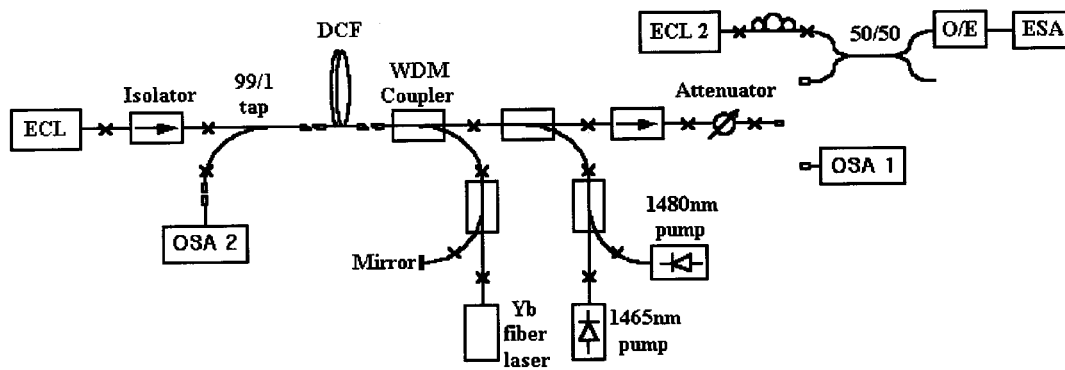 DCF
ECL 2
50/50
O/E
ESA
99/1
tap
WDM
Coupler
Isolator
Attenuator
ECL
OSA 1
OSA 2
1480nm
pump
Mirror
Yb
fiber
laser
1465nm
pump